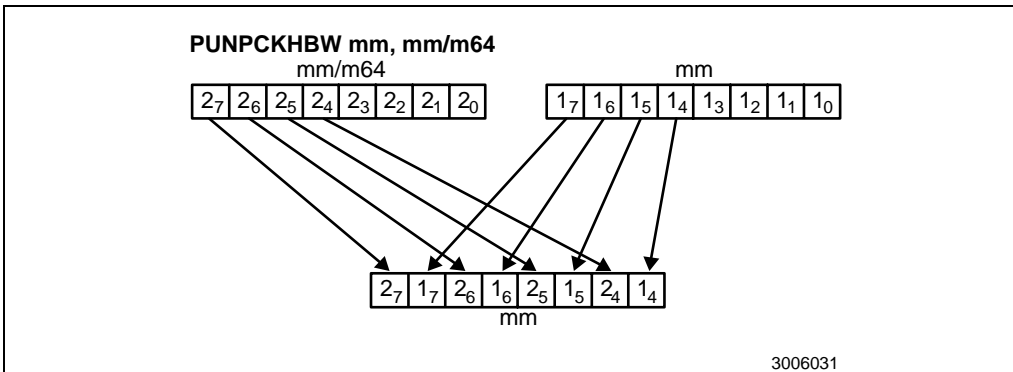 PUNPCKHBW mm, mm/m64
mm/m64 mm
2₇ 2₆ 2₅ 2₄ 2₃ 2₂ 2₁ 2₀ 1₇ 1₆ 1₅ 1₄ 1₃ 1₂ 1₁ 1₀
2₇ 1₇ 2₆ 1₆ 2₅ 1₅ 2₄ 1₄
mm
3006031